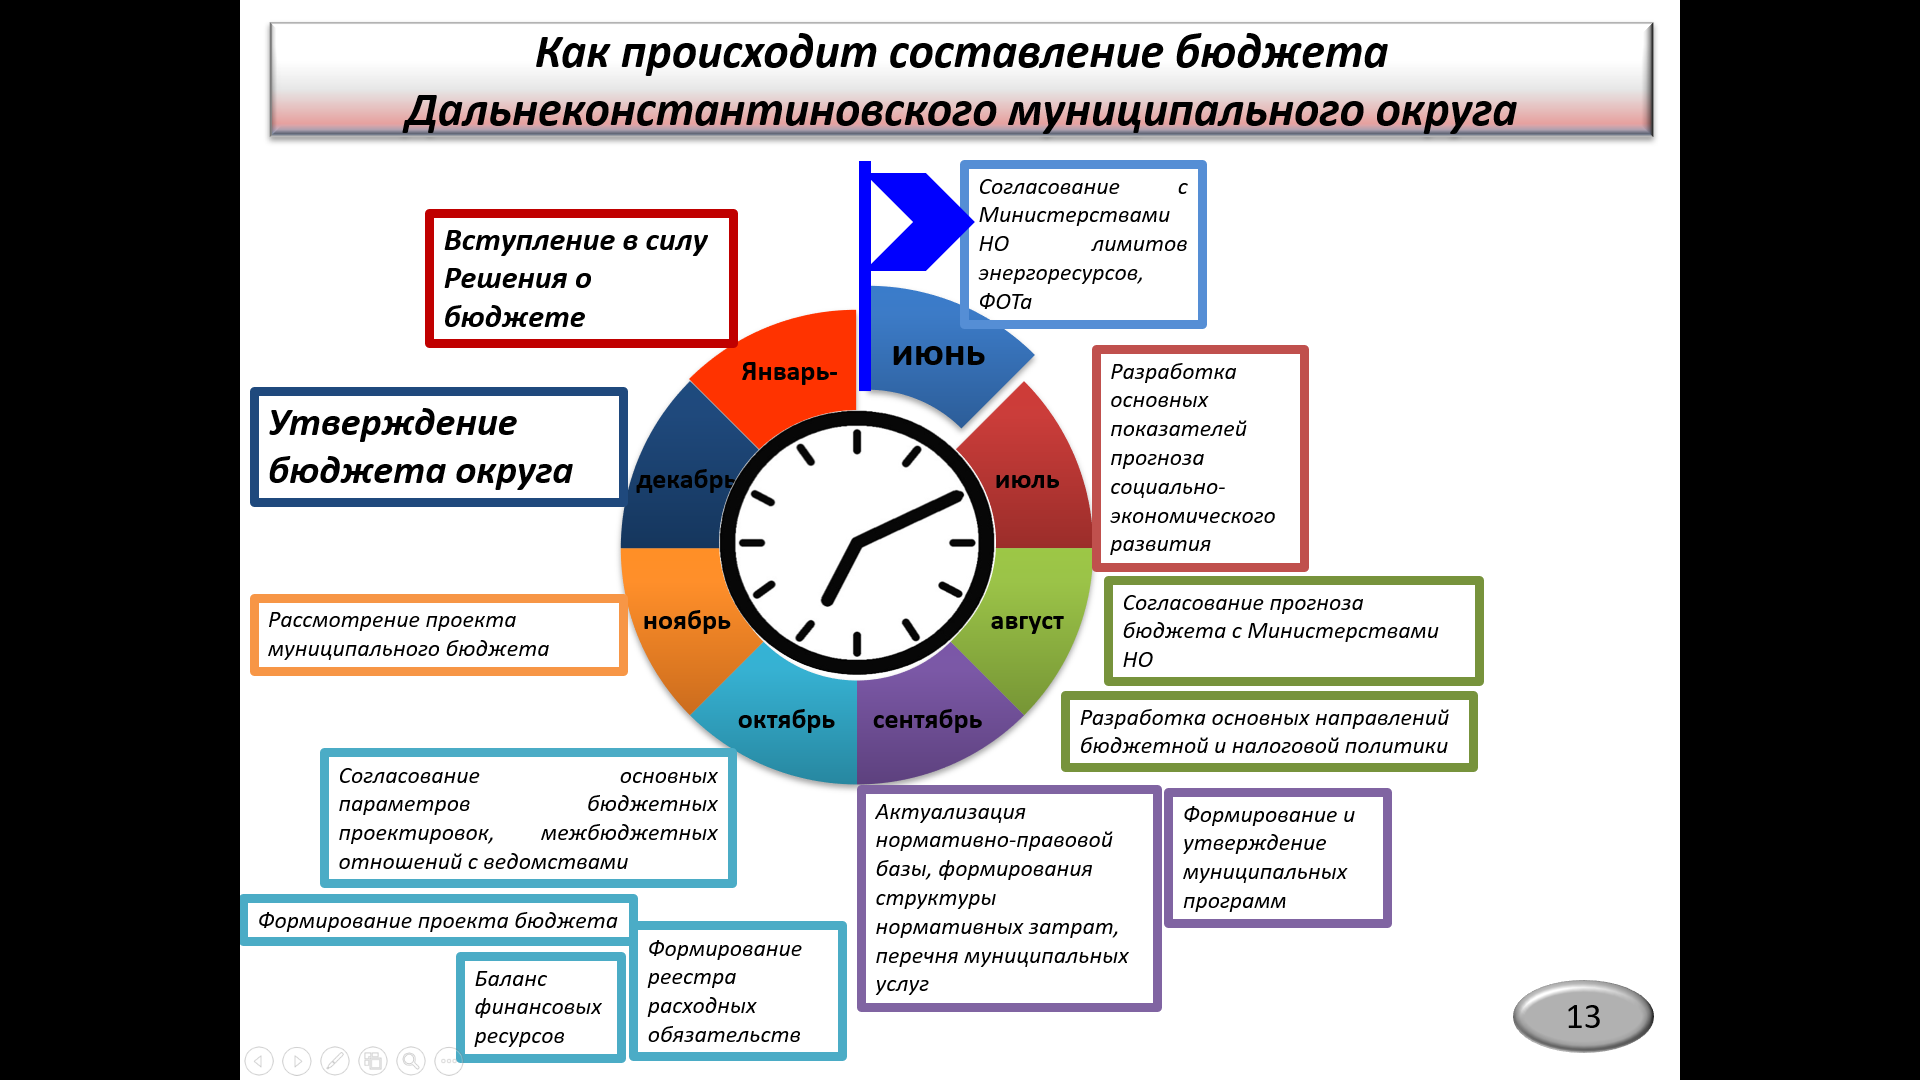 Как происходит составление бюджета
Дальнеконстантиновского муниципального округа
Согласование с
Министерствами
НО лимитов
энергоресурсов,
ФОТа
Вступление в силу
Решения о
бюджете
июнь
Январь-
Разработка
основных
показателей
прогноза
социально-
экономического
развития
Утверждение
бюджета округа
декабрь
июль
Согласование прогноза
бюджета с Министерствами
НО
Рассмотрение проекта
муниципального бюджета
ноябрь
август
Разработка основных направлений
бюджетной и налоговой политики
октябрь
сентябрь
Согласование основных
параметров бюджетных
проектировок, межбюджетных
отношений с ведомствами
Актуализация
нормативно-правовой
базы, формирования
структуры
нормативных затрат,
перечня муниципальных
услуг
Формирование и
утверждение
муниципальных
программ
Формирование проекта бюджета
Формирование
реестра
расходных
обязательств
Баланс
финансовых
ресурсов
13